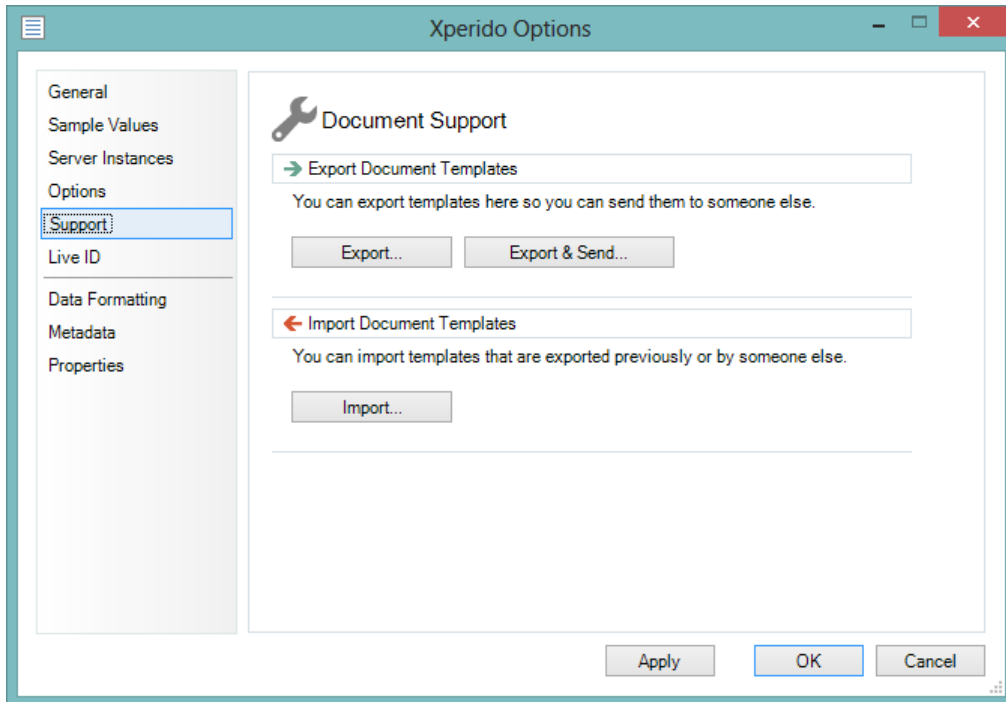 Xperido Options
General
Sample Values
Server Instances
Options
Support
Live ID
Data Formatting
Metadata
Properties
Document Support
Export Document Templates
You can export templates here so you can send them to someone else.
Export... Export & Send...
Import Document Templates
You can import templates that are exported previously or by someone else.
Import...
Apply OK Cancel